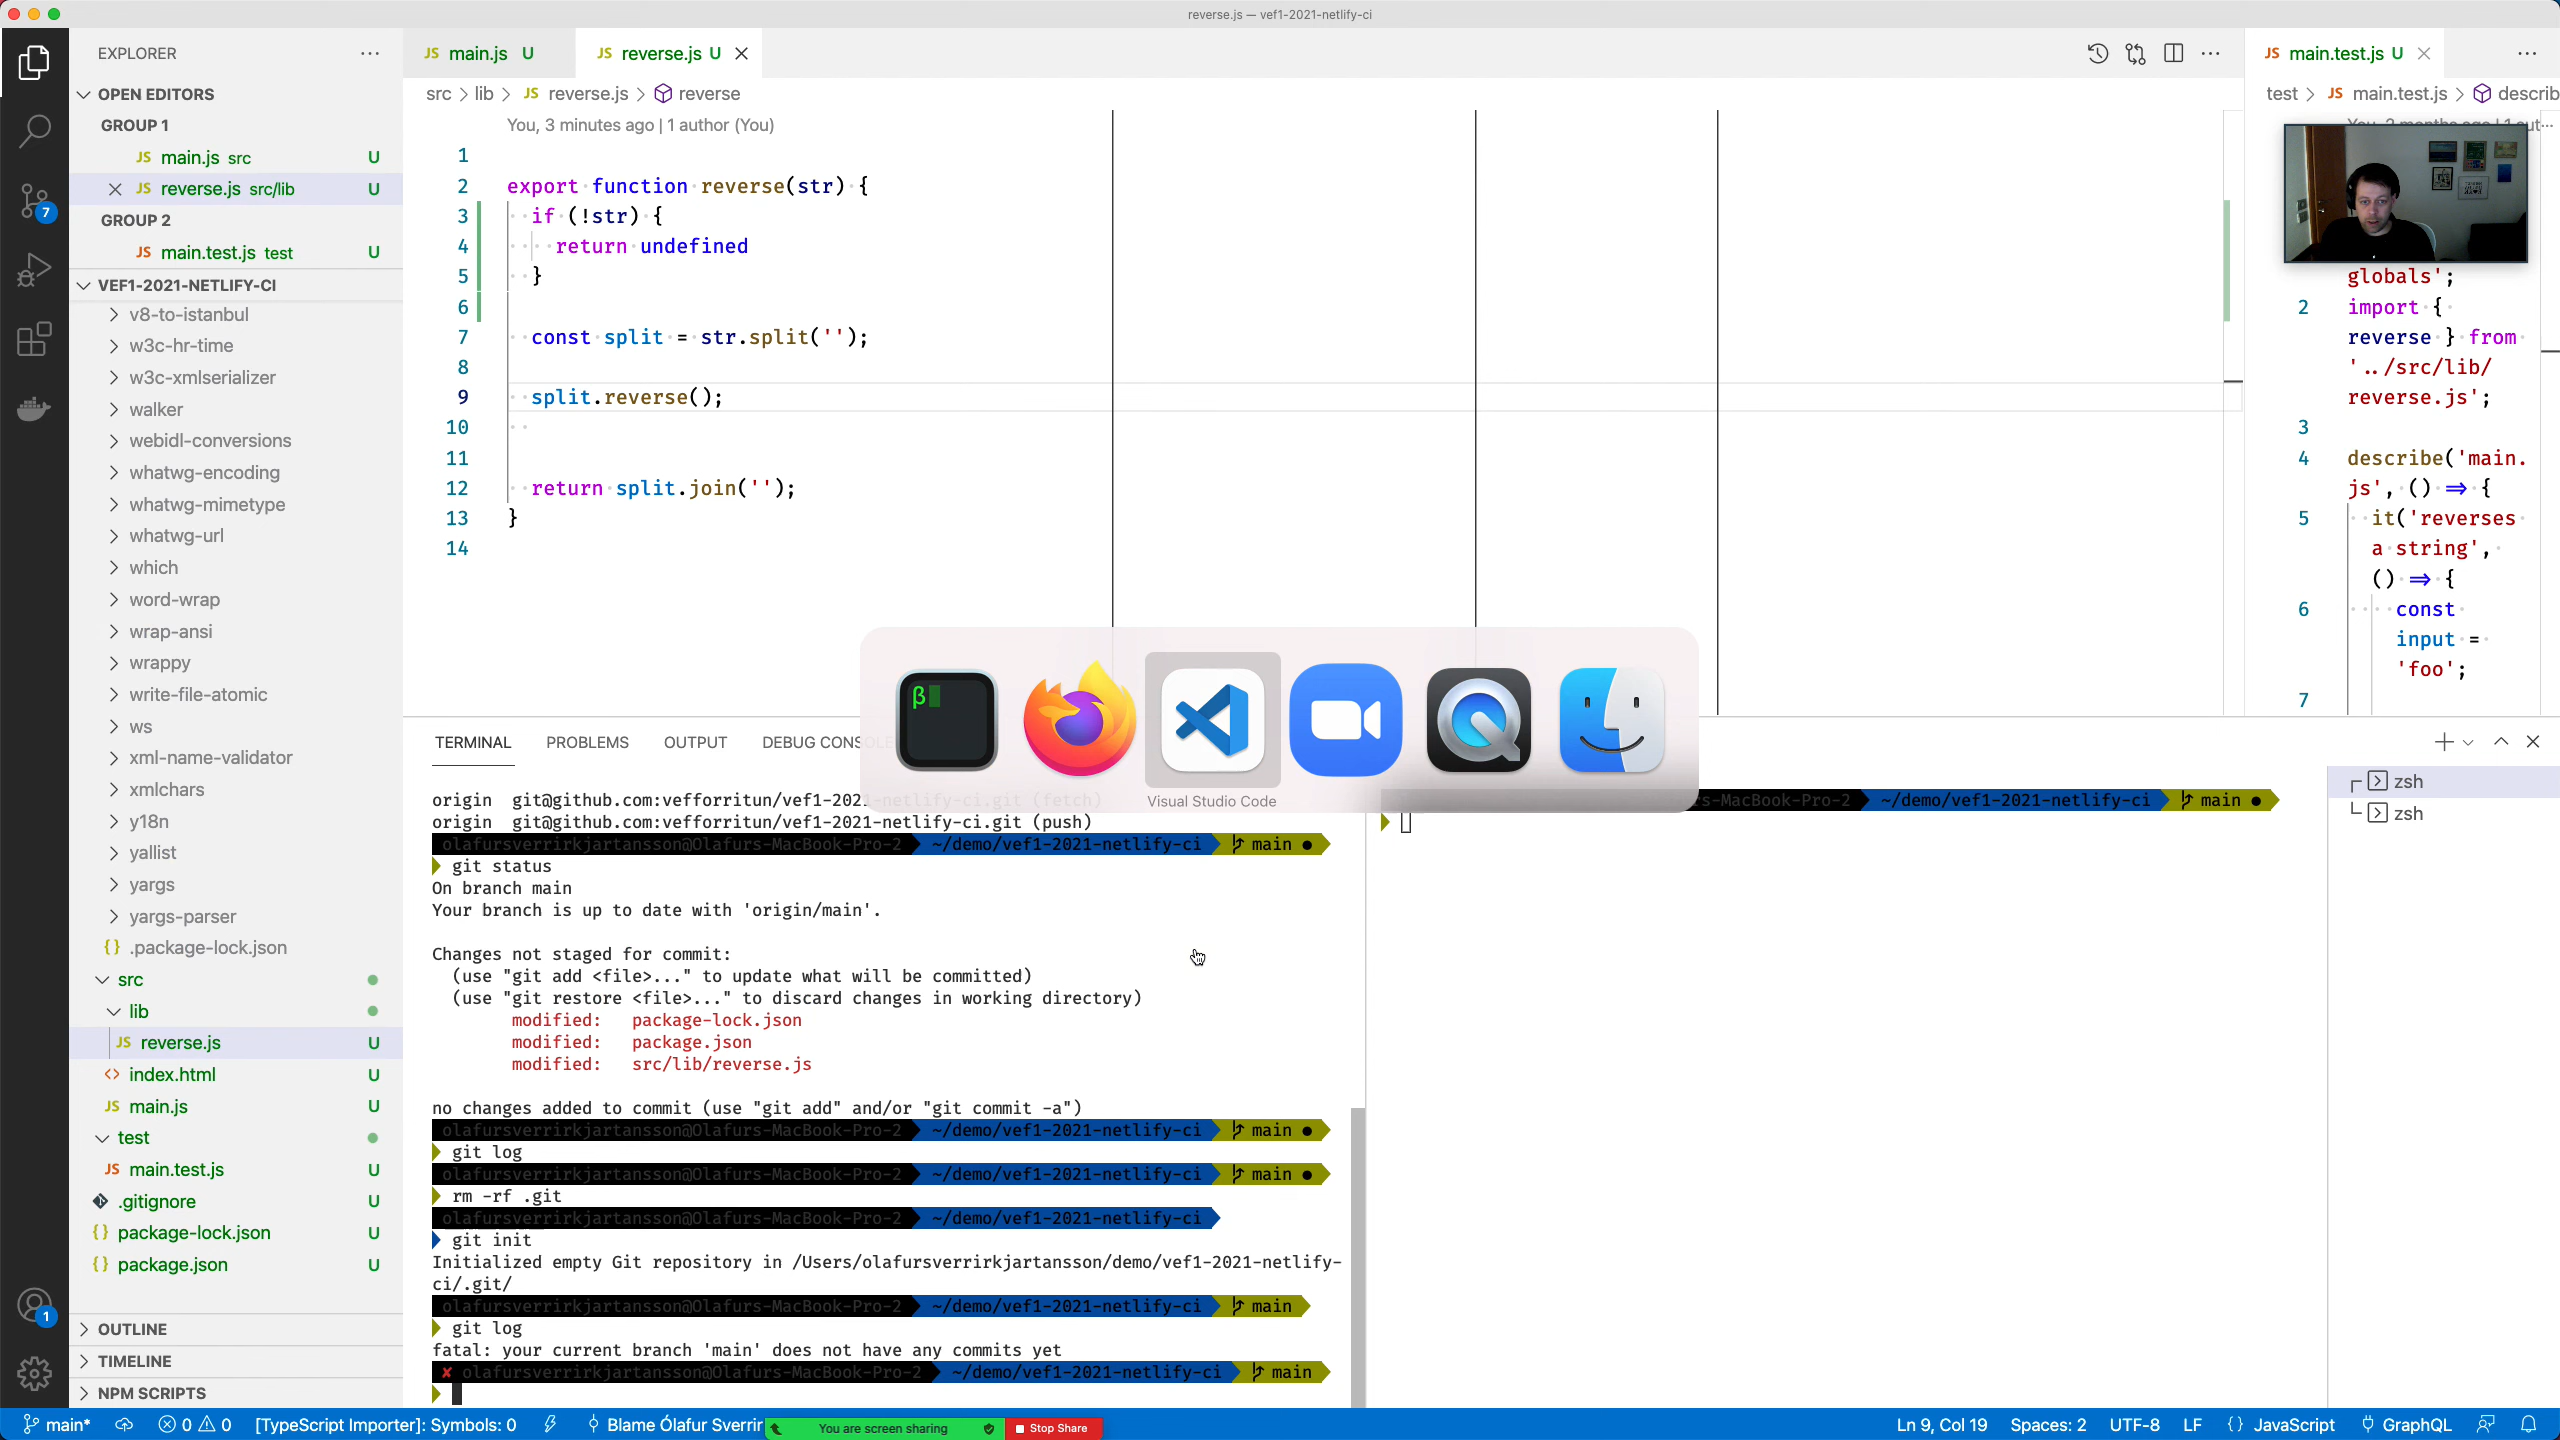 reverse.js — vef1-2021-netlify-ci
EXPLORER
OPEN EDITORS
GROUP 1
JS main.js src U
JS reverse.js src/lib U
GROUP 2
JS main.test.js test U
VEF1-2021-NETLIFY-CI
v8-to-istanbul
w3c-hr-time
w3c-xmlserializer
walker
webidl-conversions
whatwg-encoding
whatwg-mimetype
whatwg-url
which
word-wrap
wrap-ansi
wrappy
write-file-atomic
ws
xml-name-validator
xmlchars
y18n
yallist
yargs
yargs-parser
{} .package-lock.json
src
lib
JS reverse.js U
<> index.html U
JS main.js U
test
JS main.test.js U
.gitignore U
{} package-lock.json U
{} package.json U
OUTLINE
TIMELINE
NPM SCRIPTS
7
1
JS main.js U
JS reverse.js U
src > lib > JS reverse.js > reverse
You, 3 minutes ago | 1 author (You)
1
2 export function reverse(str) {
3 if (!str) {
4 return undefined
5 }
6
7 const split = str.split('');
8
9 split.reverse();
10
11
12 return split.join('');
13 }
14
JS main.test.js U
test > JS main.test.js > describ
globals';
2 import {
reverse } from
'../src/lib/
reverse.js';
3
4 describe('main.
js', () => {
5 it('reverses
a string',
() => {
6 const
input =
'foo';
7
β
Visual Studio Code
TERMINAL PROBLEMS OUTPUT DEBUG CONSOLE
origin git@github.com:vefforritun/vef1-2021-netlify-ci.git (fetch)
origin git@github.com:vefforritun/vef1-2021-netlify-ci.git (push)
olafursverrirkjartansson@Olafurs-MacBook-Pro-2 ~/demo/vef1-2021-netlify-ci main ●
git status
On branch main
Your branch is up to date with 'origin/main'.
Changes not staged for commit:
(use "git add <file>..." to update what will be committed)
(use "git restore <file>..." to discard changes in working directory)
modified: package-lock.json
modified: package.json
modified: src/lib/reverse.js
no changes added to commit (use "git add" and/or "git commit -a")
olafursverrirkjartansson@Olafurs-MacBook-Pro-2 ~/demo/vef1-2021-netlify-ci main ●
git log
olafursverrirkjartansson@Olafurs-MacBook-Pro-2 ~/demo/vef1-2021-netlify-ci main ●
rm -rf .git
olafursverrirkjartansson@Olafurs-MacBook-Pro-2 ~/demo/vef1-2021-netlify-ci
git init
Initialized empty Git repository in /Users/olafursverrirkjartansson/demo/vef1-2021-netlify-
ci/.git/
olafursverrirkjartansson@Olafurs-MacBook-Pro-2 ~/demo/vef1-2021-netlify-ci main
git log
fatal: your current branch 'main' does not have any commits yet
✘ olafursverrirkjartansson@Olafurs-MacBook-Pro-2 ~/demo/vef1-2021-netlify-ci main
s-MacBook-Pro-2 ~/demo/vef1-2021-netlify-ci main ●
zsh
zsh
main* 0 0 [TypeScript Importer]: Symbols: 0 Blame Ólafur Sverrir
You are screen sharing Stop Share
Ln 9, Col 19 Spaces: 2 UTF-8 LF {} JavaScript GraphQL